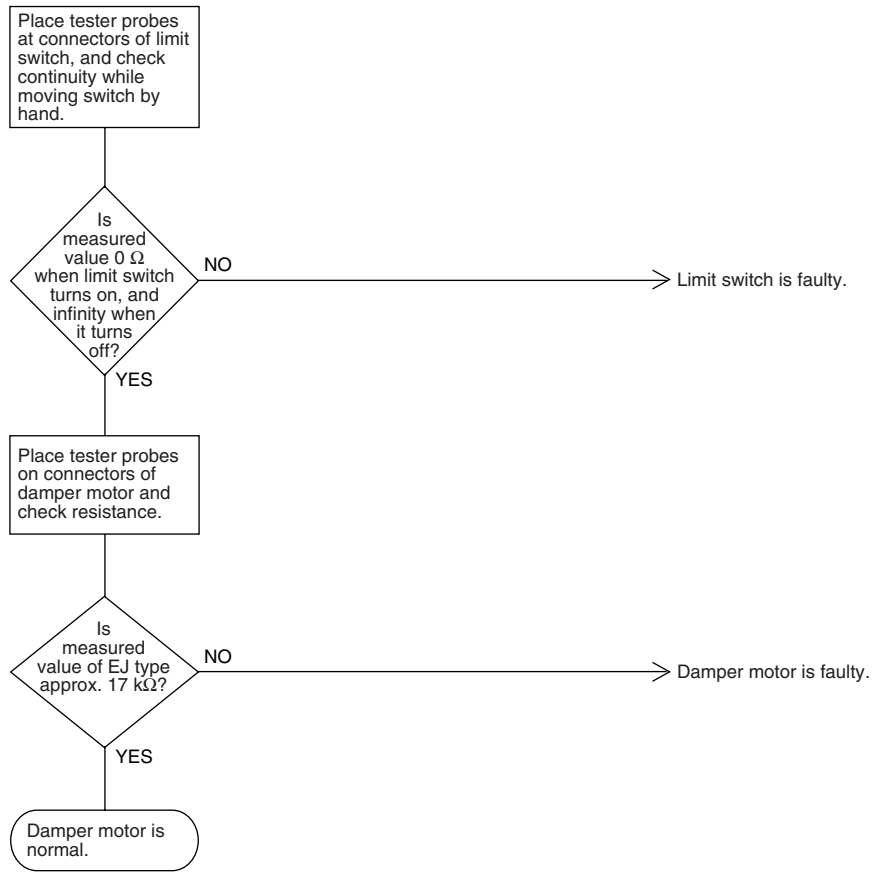 Place tester probes
at connectors of limit
switch, and check
continuity while
moving switch by
hand.
Is
measured
value 0 Ω
when limit switch
turns on, and
infinity when
it turns
off?
NO
Limit switch is faulty.
YES
Place tester probes
on connectors of
damper motor and
check resistance.
Is
measured
value of EJ type
approx. 17 kΩ?
NO
Damper motor is faulty.
YES
Damper motor is
normal.